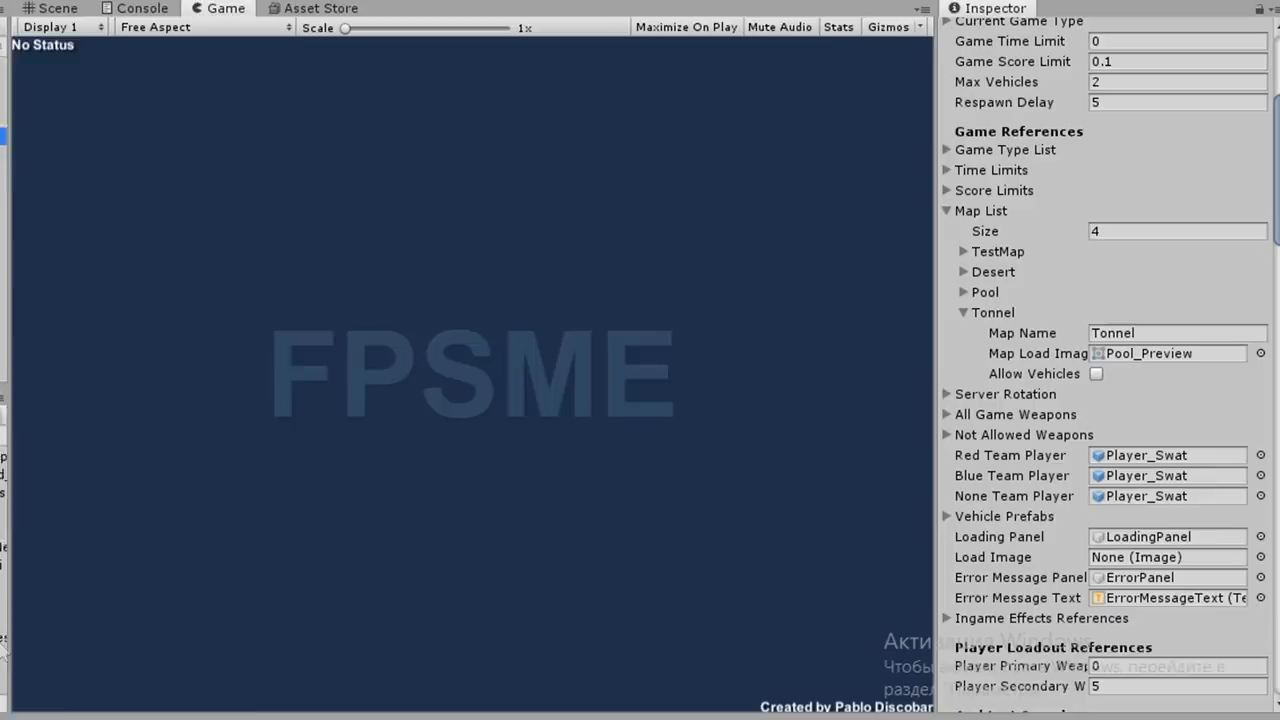 Scene
Console
Game
Asset Store
Inspector
Display 1
Free Aspect
Scale
1x
Maximize On Play
Mute Audio
Stats
Gizmos
No Status
FPSME
Created by Pablo Discobar
Current Game Type
Game Time Limit 0
Game Score Limit 0.1
Max Vehicles 2
Respawn Delay 5
Game References
Game Type List
Time Limits
Score Limits
Map List
Size 4
TestMap
Desert
Pool
Tonnel
Map Name Tonnel
Map Load Imag Pool_Preview
Allow Vehicles
Server Rotation
All Game Weapons
Not Allowed Weapons
Red Team Player Player_Swat
Blue Team Player Player_Swat
None Team Player Player_Swat
Vehicle Prefabs
Loading Panel LoadingPanel
Load Image None (Image)
Error Message Panel ErrorPanel
Error Message Text ErrorMessageText (Te
Ingame Effects References
Активация Windows
Player Loadout References
Player Primary Weap 0
Player Secondary W 5